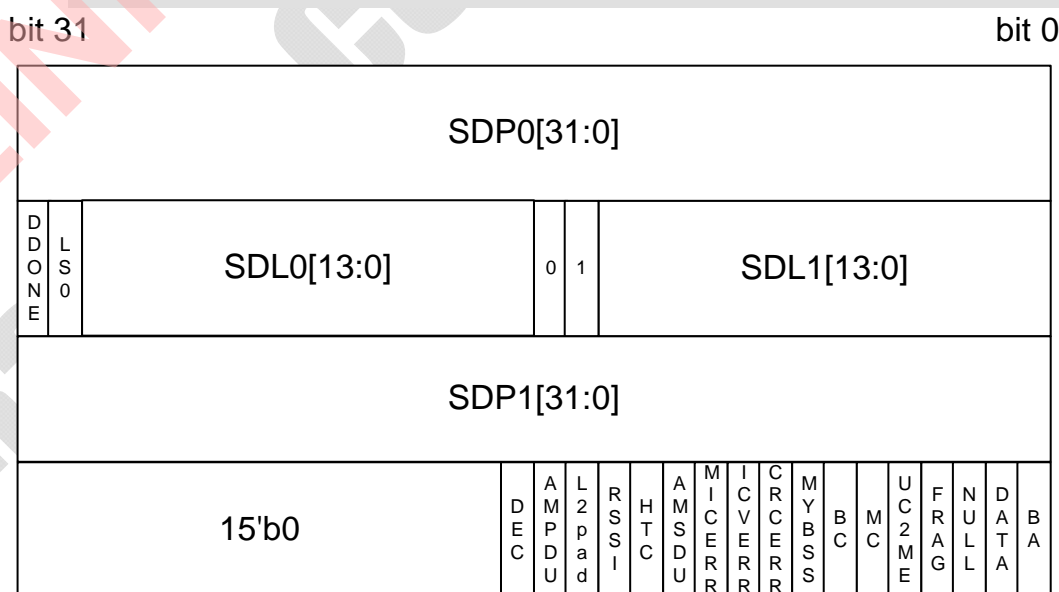 bit 31 bit 0
SDP0[31:0]
DDONE LS0 SDL0[13:0] 0 1 SDL1[13:0]
SDP1[31:0]
15'b0 DEC AMPDU L2pad RSSI HTC AMSDU MICERR ICVERR CRCERR MYBSS BC MC UC2ME FRAG NULL DATA BA